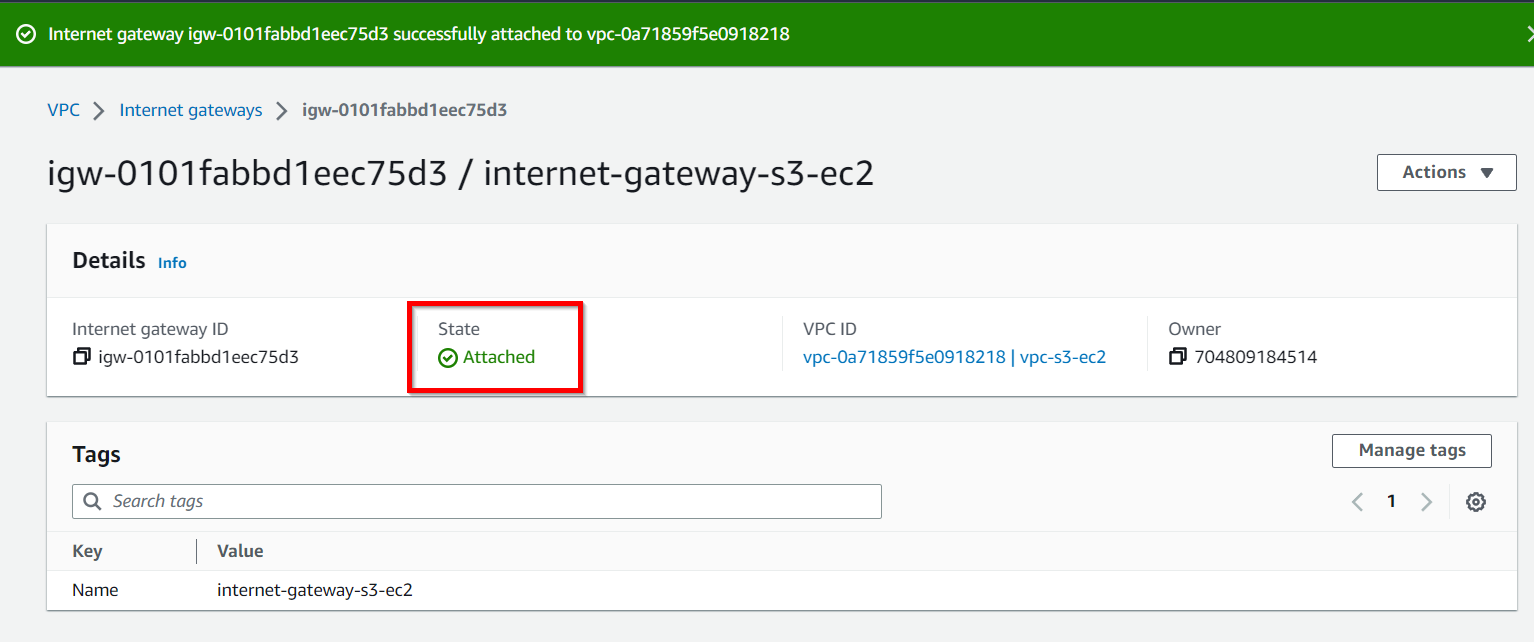 Internet gateway igw-0101fabbd1eec75d3 successfully attached to vpc-0a71859f5e0918218
VPC Internet gateways igw-0101fabbd1eec75d3
igw-0101fabbd1eec75d3 / internet-gateway-s3-ec2
Actions
Details Info
Internet gateway ID State VPC ID Owner
igw-0101fabbd1eec75d3 Attached vpc-0a71859f5e0918218 | vpc-s3-ec2 704809184514
Tags
Manage tags
Search tags
1
Key Value
Name internet-gateway-s3-ec2